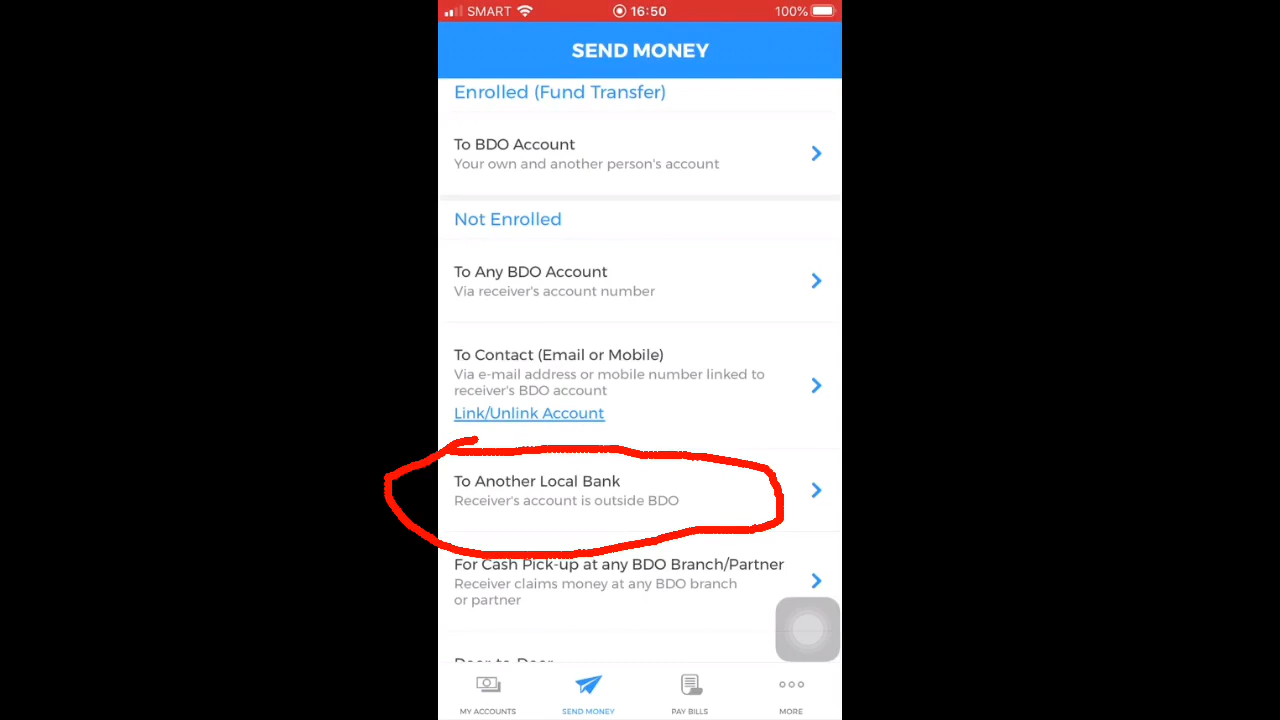 SMART 16:50 100%
SEND MONEY
Enrolled (Fund Transfer)
To BDO Account
Your own and another person's account
Not Enrolled
To Any BDO Account
Via receiver's account number
To Contact (Email or Mobile)
Via e-mail address or mobile number linked to
receiver's BDO account
Link/Unlink Account
To Another Local Bank
Receiver's account is outside BDO
For Cash Pick-up at any BDO Branch/Partner
Receiver claims money at any BDO branch
or partner
Door to Door
MY ACCOUNTS SEND MONEY PAY BILLS MORE